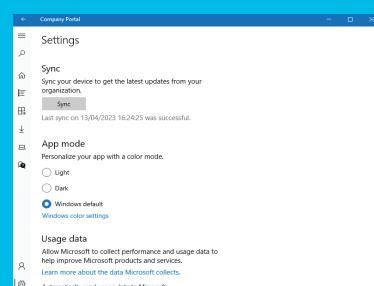 Company Portal
Settings
Sync
Sync your device to get the latest updates from your
organization.
Sync
Last sync on 13/04/2023 16:24:25 was successful.
App mode
Personalize your app with a color mode.
Light
Dark
Windows default
Windows color settings
Usage data
Allow Microsoft to collect performance and usage data to
help improve Microsoft products and services.
Learn more about the data Microsoft collects.